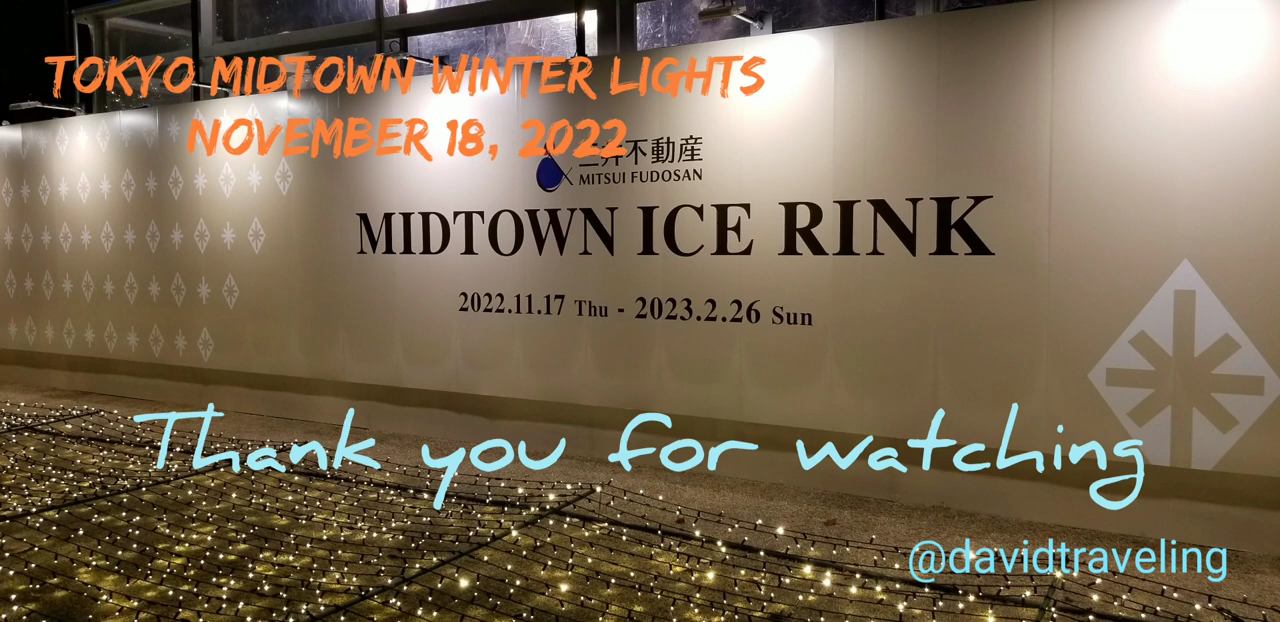 TOKYO MIDTOWN WINTER LIGHTS
NOVEMBER 18, 2022
三井不動産
MITSUI FUDOSAN
MIDTOWN ICE RINK
2022.11.17 Thu - 2023.2.26 Sun
Thank you for watching
@davidtraveling